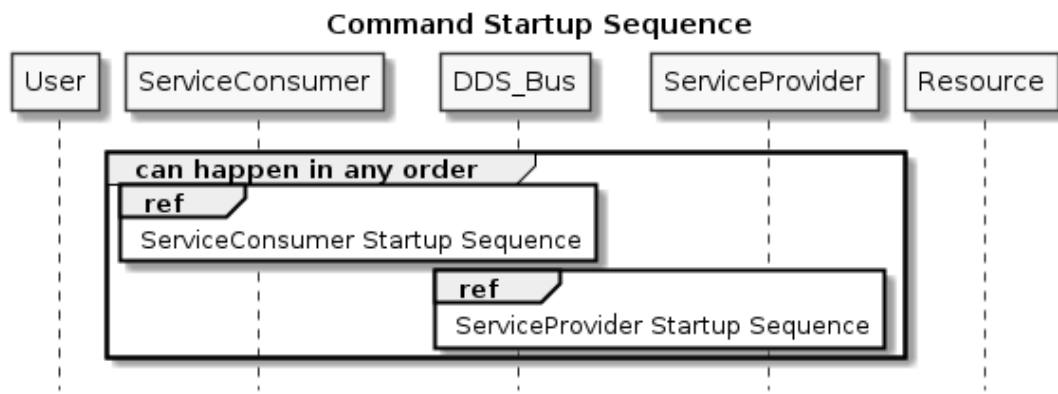 Command Startup Sequence
User
ServiceConsumer
DDS_Bus
ServiceProvider
Resource
can happen in any order
ref
ServiceConsumer Startup Sequence
ref
ServiceProvider Startup Sequence